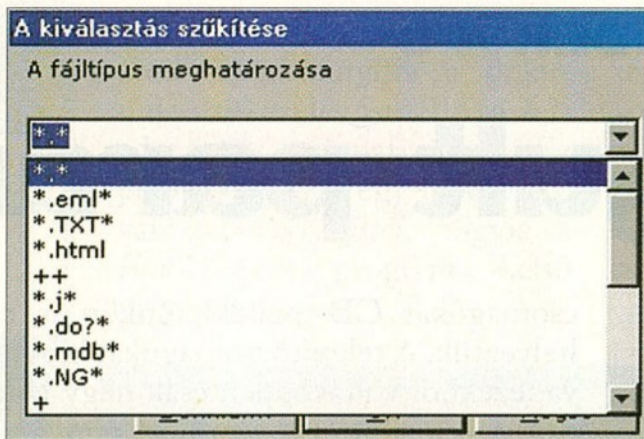 A kiválasztás szűkítése
A fájltípus meghatározása
*.*
*.*
*.eml*
*.TXT*
*.html
++
*.j*
*.do?*
*.mdb*
*.NG*
+